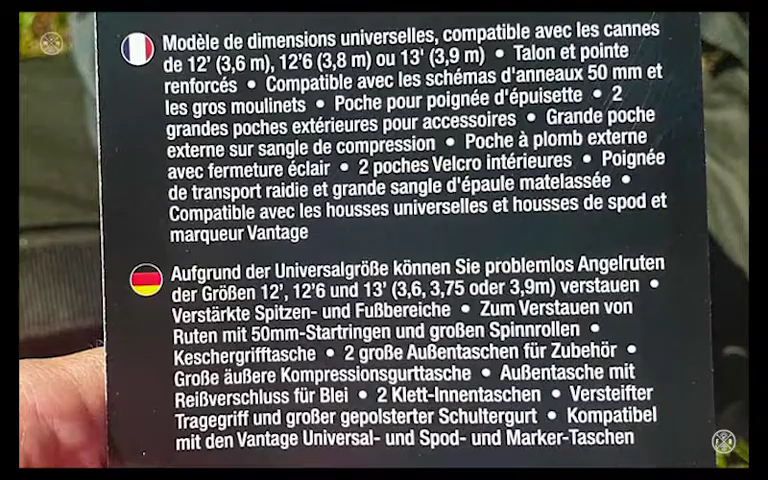 Modèle de dimensions universelles, compatible avec les cannes
de 12' (3,6 m), 12'6 (3,8 m) ou 13' (3,9 m) • Talon et pointe
renforcés • Compatible avec les schémas d'anneaux 50 mm et
les gros moulinets • Poche pour poignée d'épuisette • 2
grandes poches extérieures pour accessoires • Grande poche
externe sur sangle de compression • Poche à plomb externe
avec fermeture éclair • 2 poches Velcro intérieures • Poignée
de transport raidie et grande sangle d'épaule matelassée •
Compatible avec les housses universelles et housses de spod et
marqueur Vantage
Aufgrund der Universalgröße können Sie problemlos Angelruten
der Größen 12', 12'6 und 13' (3,6, 3,75 oder 3,9m) verstauen •
Verstärkte Spitzen- und Fußbereiche • Zum Verstauen von
Ruten mit 50mm-Startringen und großen Spinnrollen •
Keschergrifftasche • 2 große Außentaschen für Zubehör •
Große äußere Kompressionsgurttasche • Außentasche mit
Reißverschluss für Blei • 2 Klett-Innentaschen • Versteifter
Tragegriff und großer gepolsterter Schultergurt • Kompatibel
mit den Vantage Universal- und Spod- und Marker-Taschen